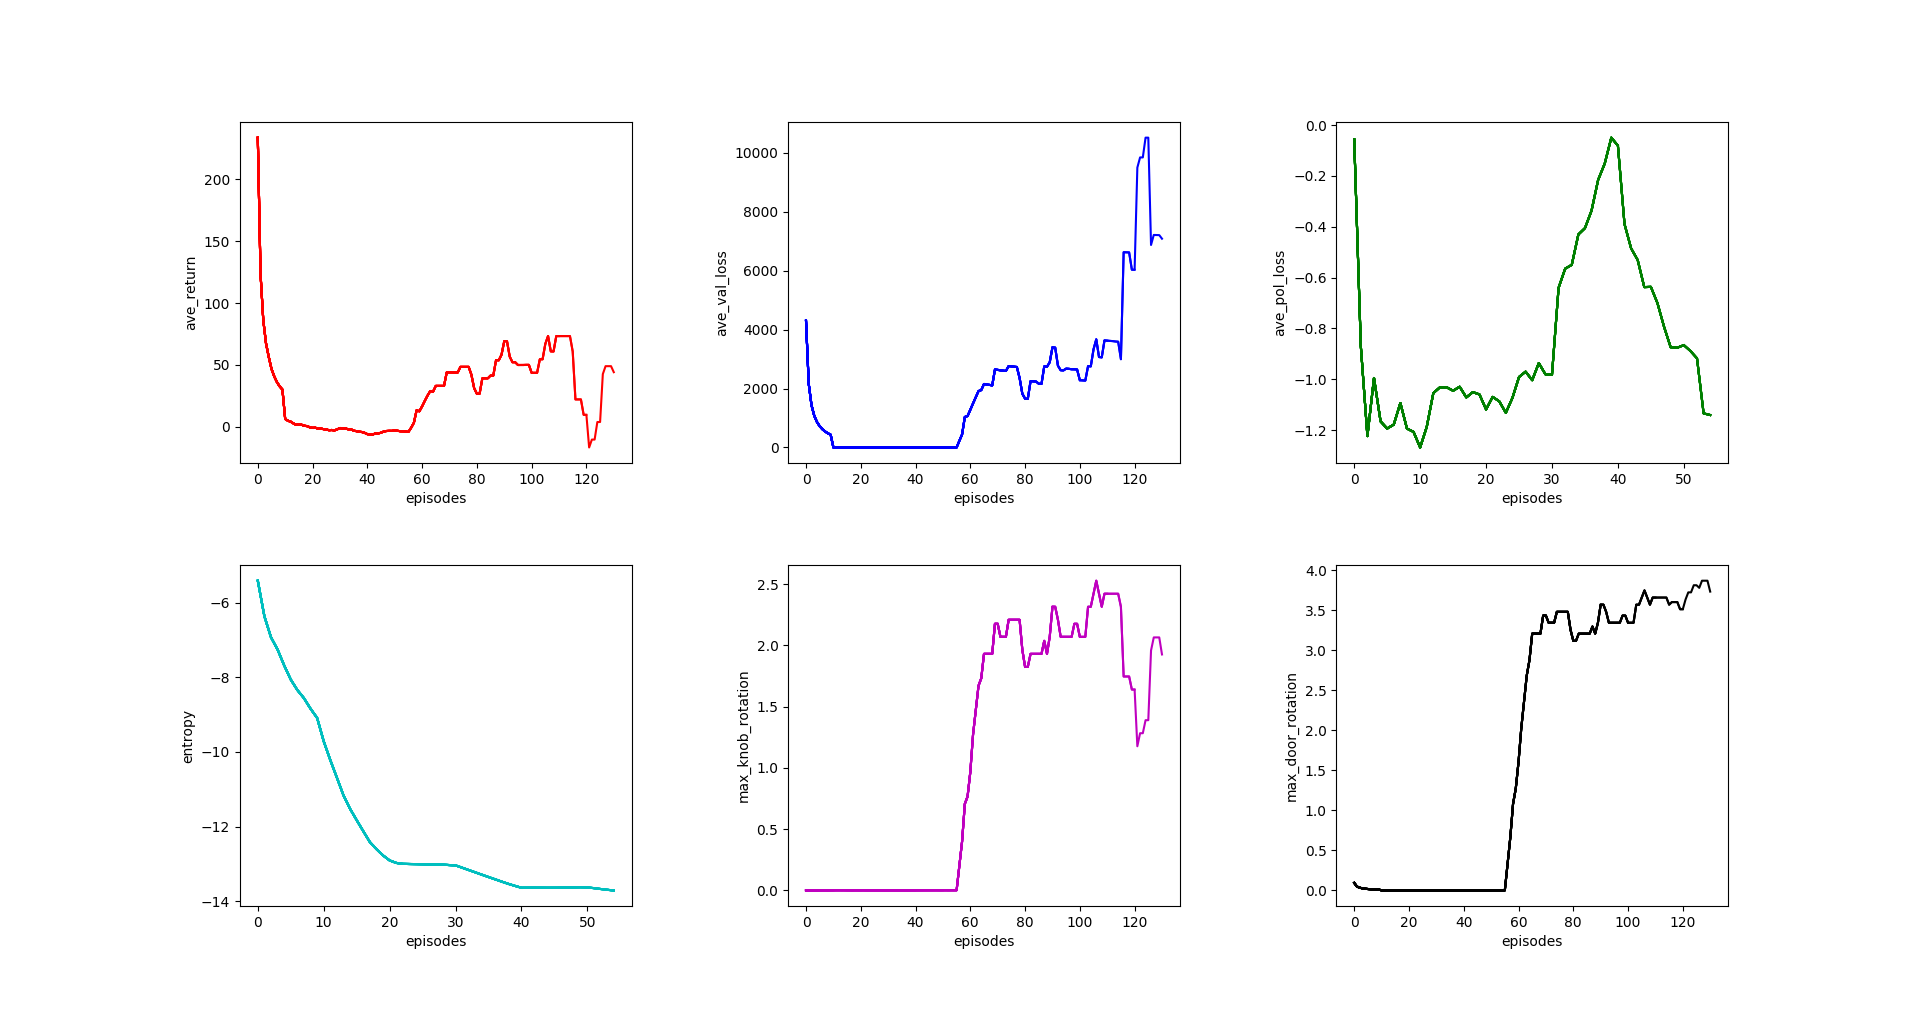 200
150
100
50
0
ave_return
0 20 40 60 80 100 120
episodes
10000
8000
6000
4000
2000
0
ave_val_loss
0 20 40 60 80 100 120
episodes
0.0
−0.2
−0.4
−0.6
−0.8
−1.0
−1.2
ave_pol_loss
0 10 20 30 40 50
episodes
−6
−8
−10
−12
−14
entropy
0 10 20 30 40 50
episodes
2.5
2.0
1.5
1.0
0.5
0.0
max_knob_rotation
0 20 40 60 80 100 120
episodes
4.0
3.5
3.0
2.5
2.0
1.5
1.0
0.5
0.0
max_door_rotation
0 20 40 60 80 100 120
episodes